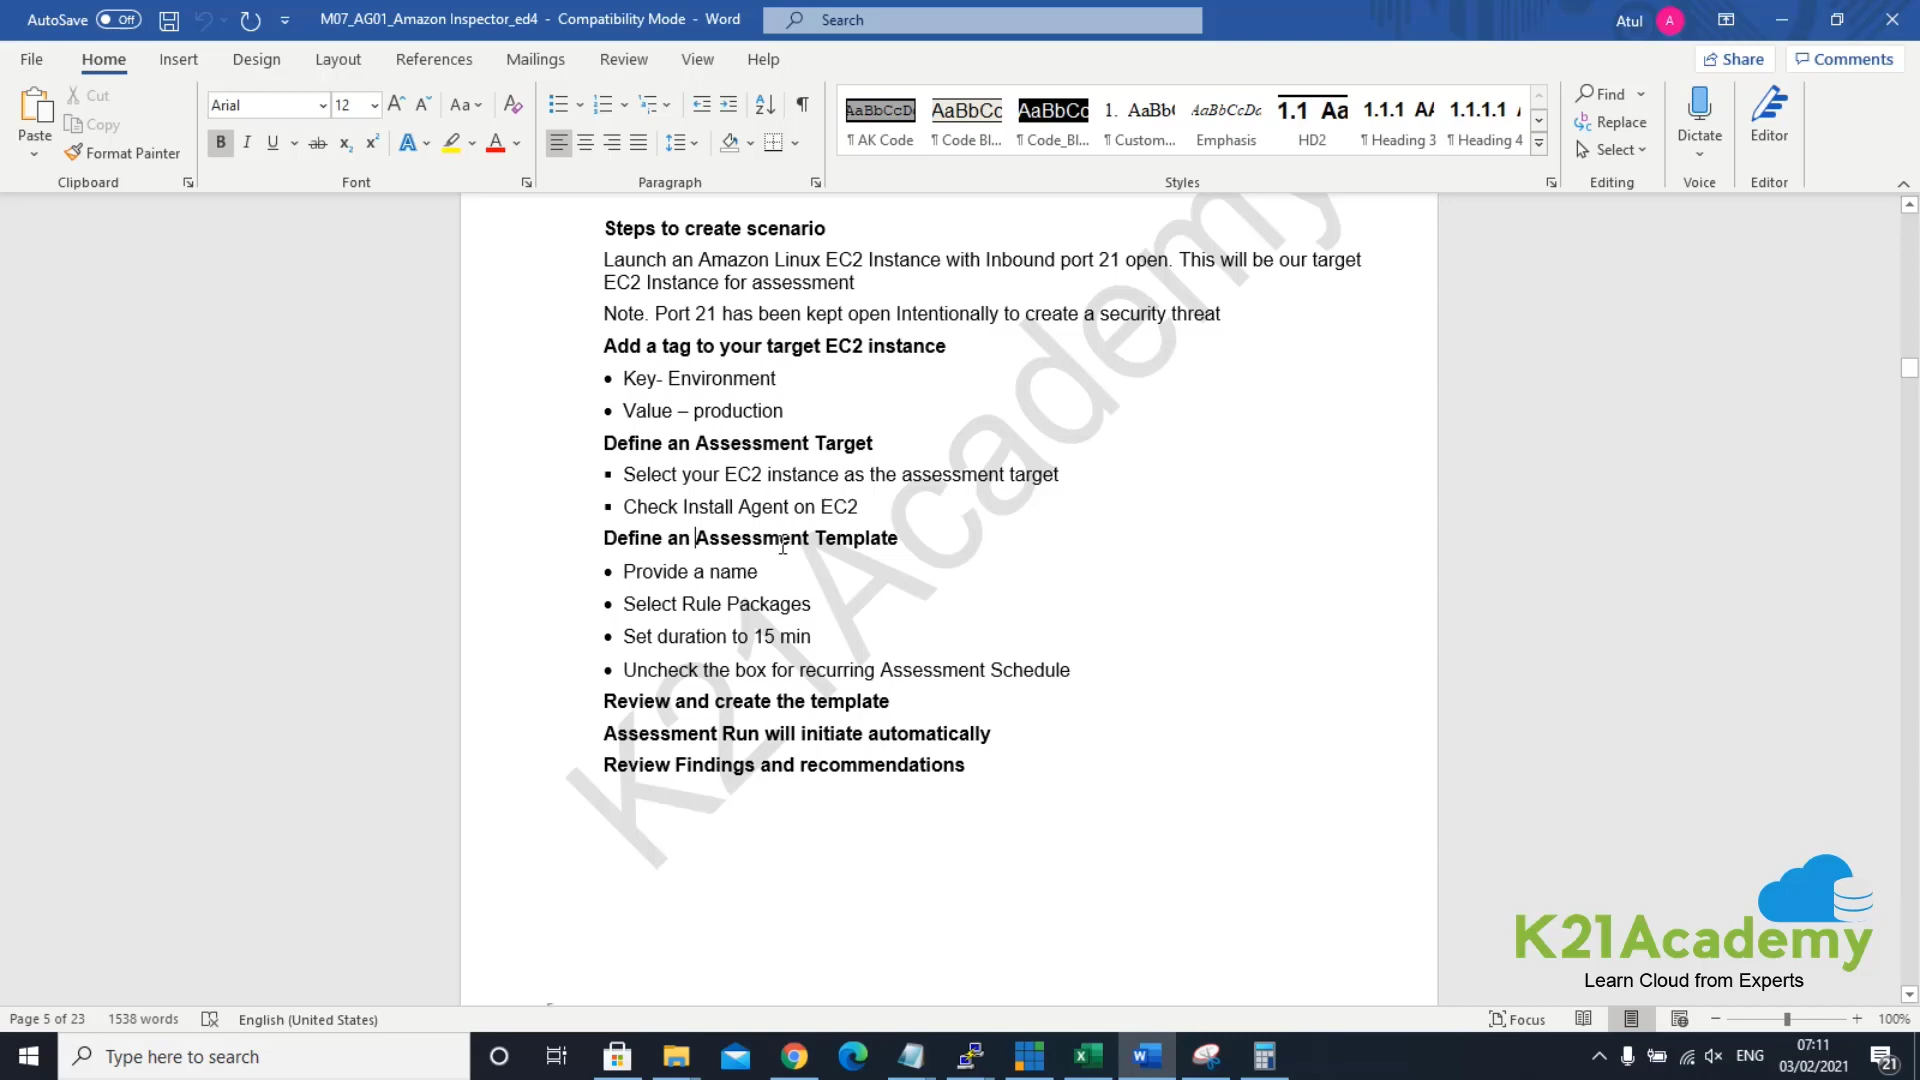 AutoSave Off M07_AG01_Amazon Inspector_ed4 - Compatibility Mode - Word Search Atul A
File Home Insert Design Layout References Mailings Review View Help Share Comments
Paste Cut Copy Format Painter Clipboard
Arial 12 Aa B I U ab x₂ x² A A Font
Paragraph
AaBbCcD AaBbCc AaBbCc 1. AaBb( AaBbCcDc 1.1 Aa 1.1.1 AA 1.1.1.1
¶ AK Code ¶ Code Bl... ¶ Code_Bl... ¶ Custom... Emphasis HD2 ¶ Heading 3 ¶ Heading 4
Styles
Find Replace Select Editing
Dictate Voice
Editor Editor
Steps to create scenario
Launch an Amazon Linux EC2 Instance with Inbound port 21 open. This will be our target
EC2 Instance for assessment
Note. Port 21 has been kept open Intentionally to create a security threat
Add a tag to your target EC2 instance
• Key- Environment
• Value – production
Define an Assessment Target
▪ Select your EC2 instance as the assessment target
▪ Check Install Agent on EC2
Define an Assessment Template
• Provide a name
• Select Rule Packages
• Set duration to 15 min
• Uncheck the box for recurring Assessment Schedule
Review and create the template
Assessment Run will initiate automatically
Review Findings and recommendations
K21Academy
K21Academy
Learn Cloud from Experts
Page 5 of 23 1538 words English (United States) Focus 100%
Type here to search ENG 07:11
03/02/2021 21